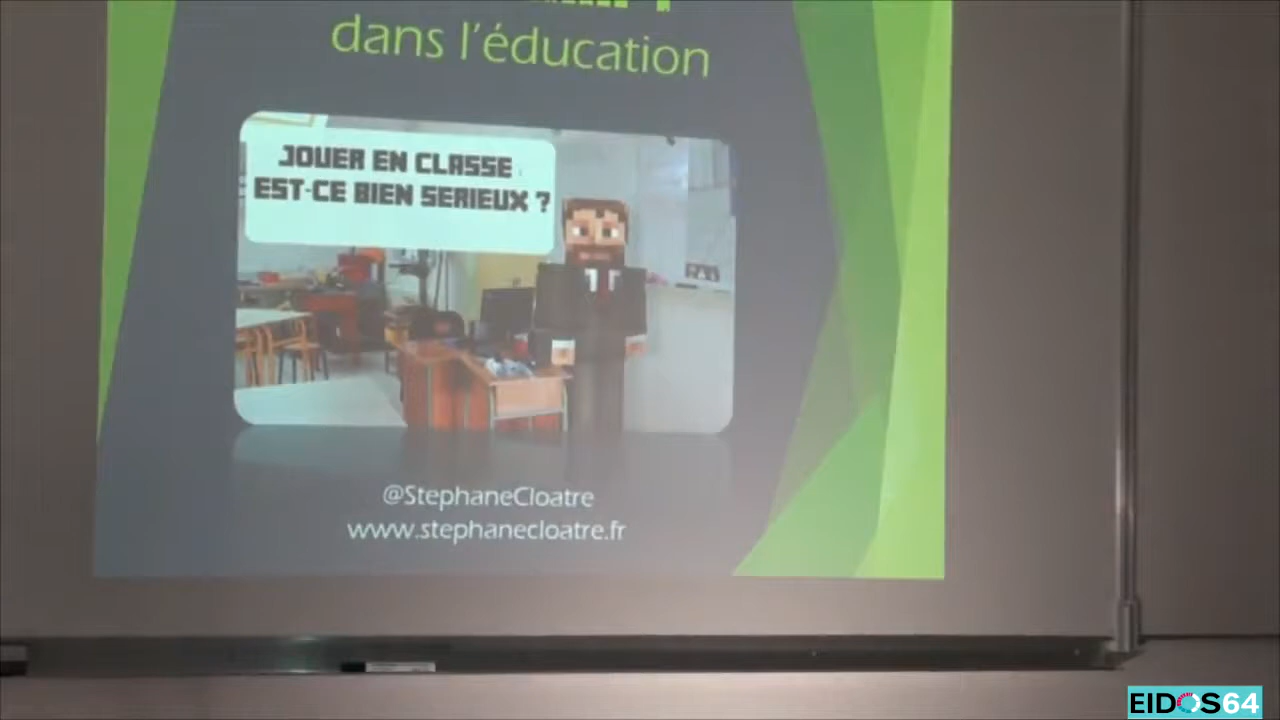 dans l'éducation
JOUER EN CLASSE
EST-CE BIEN SERIEUX ?
@StephaneCloatre
www.stephanecloatre.fr
EIDOS64